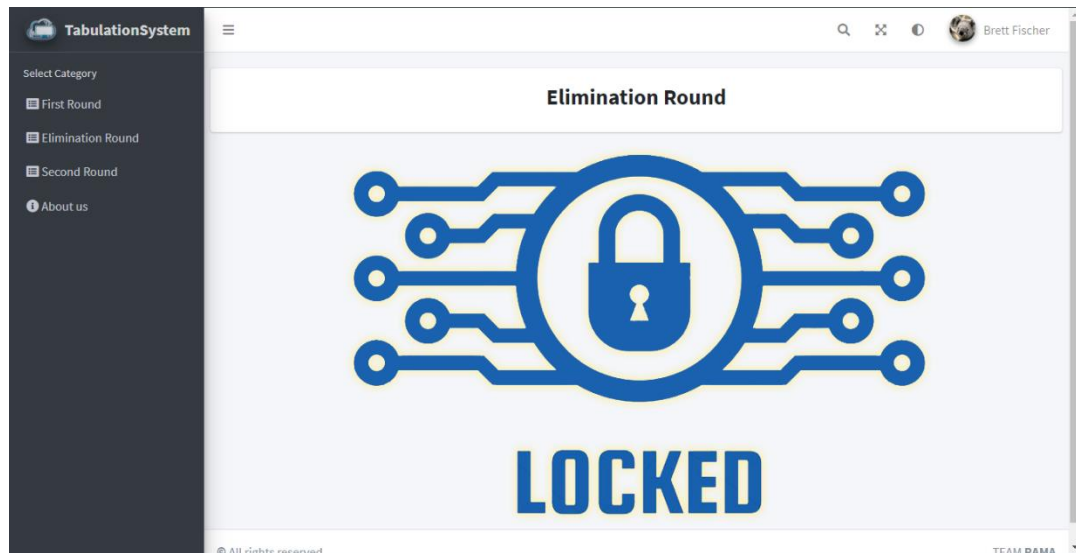 TabulationSystem
Brett Fischer
Select Category
First Round
Elimination Round
Second Round
About us
Elimination Round
LOCKED
© All rights reserved
TEAM RAMA